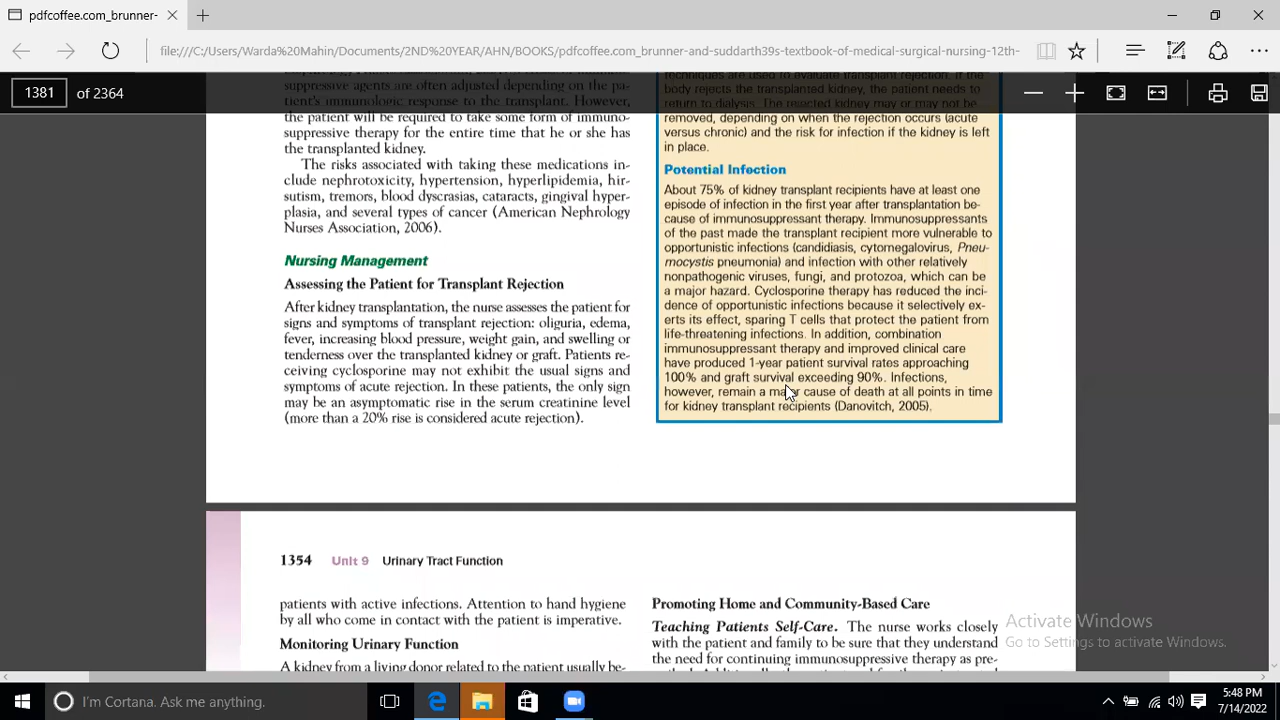 pdfcoffee.com_brunner-
file:///C:/Users/Warda%20Mahin/Documents/2ND%20YEAR/AHN/BOOKS/pdfcoffee.com_brunner-and-suddarth39s-textbook-of-medical-surgical-nursing-12th-
1381 of 2364
suppressive agents are often adjusted depending on the pa-
tient's immunologic response to the transplant. However,
the patient will be required to take some form of immuno-
suppressive therapy for the entire time that he or she has
the transplanted kidney.
The risks associated with taking these medications in-
clude nephrotoxicity, hypertension, hyperlipidemia, hir-
sutism, tremors, blood dyscrasias, cataracts, gingival hyper-
plasia, and several types of cancer (American Nephrology
Nurses Association, 2006).
Nursing Management
Assessing the Patient for Transplant Rejection
After kidney transplantation, the nurse assesses the patient for
signs and symptoms of transplant rejection: oliguria, edema,
fever, increasing blood pressure, weight gain, and swelling or
tenderness over the transplanted kidney or graft. Patients re-
ceiving cyclosporine may not exhibit the usual signs and
symptoms of acute rejection. In these patients, the only sign
may be an asymptomatic rise in the serum creatinine level
(more than a 20% rise is considered acute rejection).
techniques are used to evaluate transplant rejection. If the
body rejects the transplanted kidney, the patient needs to
return to dialysis. The rejected kidney may or may not be
removed, depending on when the rejection occurs (acute
versus chronic) and the risk for infection if the kidney is left
in place.
Potential Infection
About 75% of kidney transplant recipients have at least one
episode of infection in the first year after transplantation be-
cause of immunosuppressant therapy. Immunosuppressants
of the past made the transplant recipient more vulnerable to
opportunistic infections (candidiasis, cytomegalovirus, Pneu-
mocystis pneumonia) and infection with other relatively
nonpathogenic viruses, fungi, and protozoa, which can be
a major hazard. Cyclosporine therapy has reduced the inci-
dence of opportunistic infections because it selectively ex-
erts its effect, sparing T cells that protect the patient from
life-threatening infections. In addition, combination
immunosuppressant therapy and improved clinical care
have produced 1-year patient survival rates approaching
100% and graft survival exceeding 90%. Infections,
however, remain a major cause of death at all points in time
for kidney transplant recipients (Danovitch, 2005).
1354 Unit 9 Urinary Tract Function
patients with active infections. Attention to hand hygiene
by all who come in contact with the patient is imperative.
Monitoring Urinary Function
A kidney from a living donor related to the patient usually be-
Promoting Home and Community-Based Care
Teaching Patients Self-Care. The nurse works closely
with the patient and family to be sure that they understand
the need for continuing immunosuppressive therapy as pre-
Activate Windows
Go to Settings to activate Windows.
I'm Cortana. Ask me anything.
5:48 PM
7/14/2022